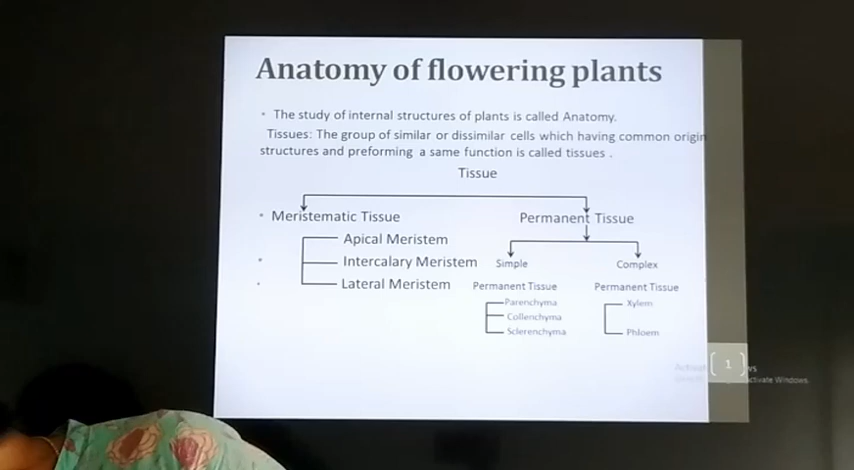 Anatomy of flowering plants
• The study of internal structures of plants is called Anatomy.
Tissues: The group of similar or dissimilar cells which having common origin
structures and preforming a same function is called tissues .
Tissue
• Meristematic Tissue Permanent Tissue
Apical Meristem
• Intercalary Meristem Simple Complex
• Lateral Meristem Permanent Tissue Permanent Tissue
Parenchyma Xylem
Collenchyma
Sclerenchyma Phloem
1
ctivate Windows.